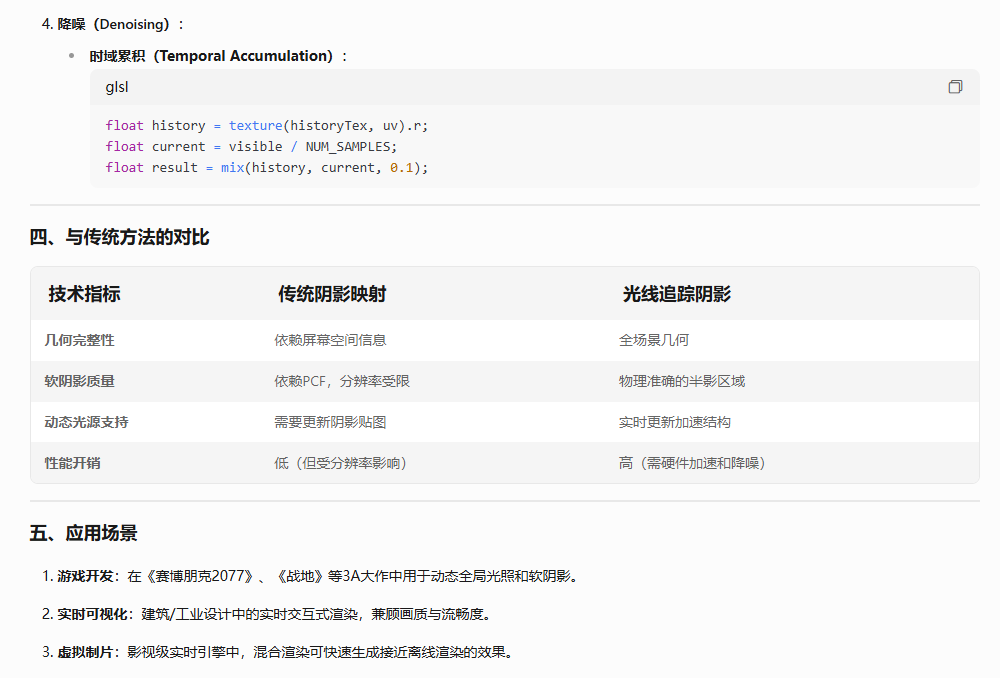 4. 降噪（Denoising）：
时域累积（Temporal Accumulation）：
glsl
float history = texture(historyTex, uv).r;
float current = visible / NUM_SAMPLES;
float result = mix(history, current, 0.1);
四、与传统方法的对比
技术指标 传统阴影映射 光线追踪阴影
几何完整性 依赖屏幕空间信息 全场景几何
软阴影质量 依赖PCF，分辨率受限 物理准确的半影区域
动态光源支持 需要更新阴影贴图 实时更新加速结构
性能开销 低（但受分辨率影响） 高（需硬件加速和降噪）
五、应用场景
1. 游戏开发：在《赛博朋克2077》、《战地》等3A大作中用于动态全局光照和软阴影。
2. 实时可视化：建筑/工业设计中的实时交互式渲染，兼顾画质与流畅度。
3. 虚拟制片：影视级实时引擎中，混合渲染可快速生成接近离线渲染的效果。